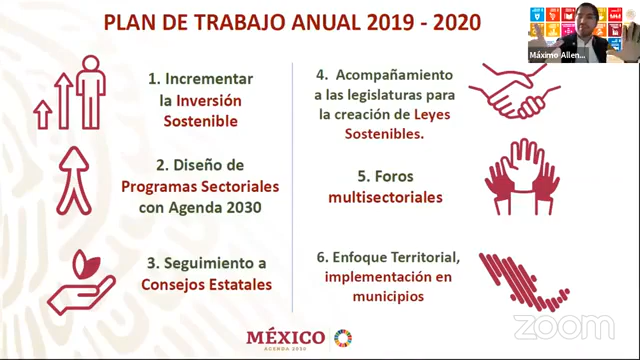 PLAN DE TRABAJO ANUAL 2019 - 2020
Máximo Allen...
1. Incrementar
la Inversión
Sostenible
2. Diseño de
Programas Sectoriales
con Agenda 2030
3. Seguimiento a
Consejos Estatales
4. Acompañamiento
a las legislaturas para
la creación de Leyes
Sostenibles.
5. Foros
multisectoriales
6. Enfoque Territorial,
implementación en
municipios
MÉXICO
AGENDA 2030
zoom